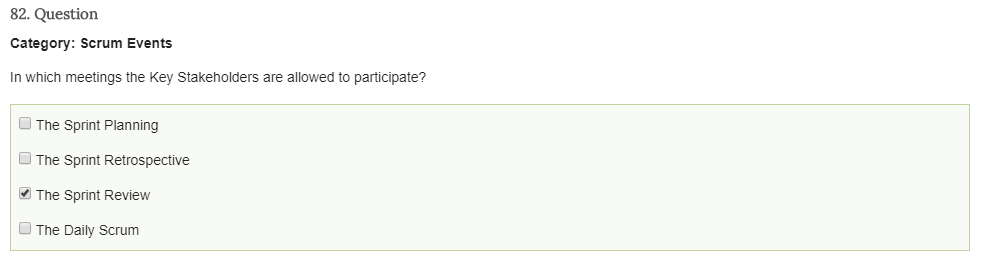 82. Question
Category: Scrum Events
In which meetings the Key Stakeholders are allowed to participate?
The Sprint Planning
The Sprint Retrospective
The Sprint Review
The Daily Scrum